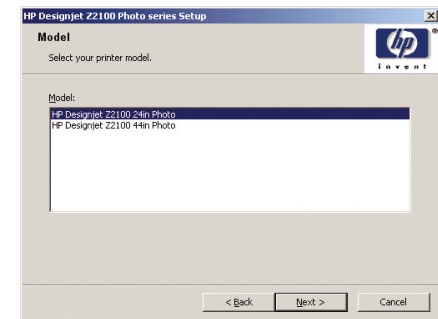 HP Designjet Z2100 Photo series Setup
Model
Select your printer model.
hp
®
invent
Model:
HP Designjet Z2100 24in Photo
HP Designjet Z2100 44in Photo
< Back
Next >
Cancel